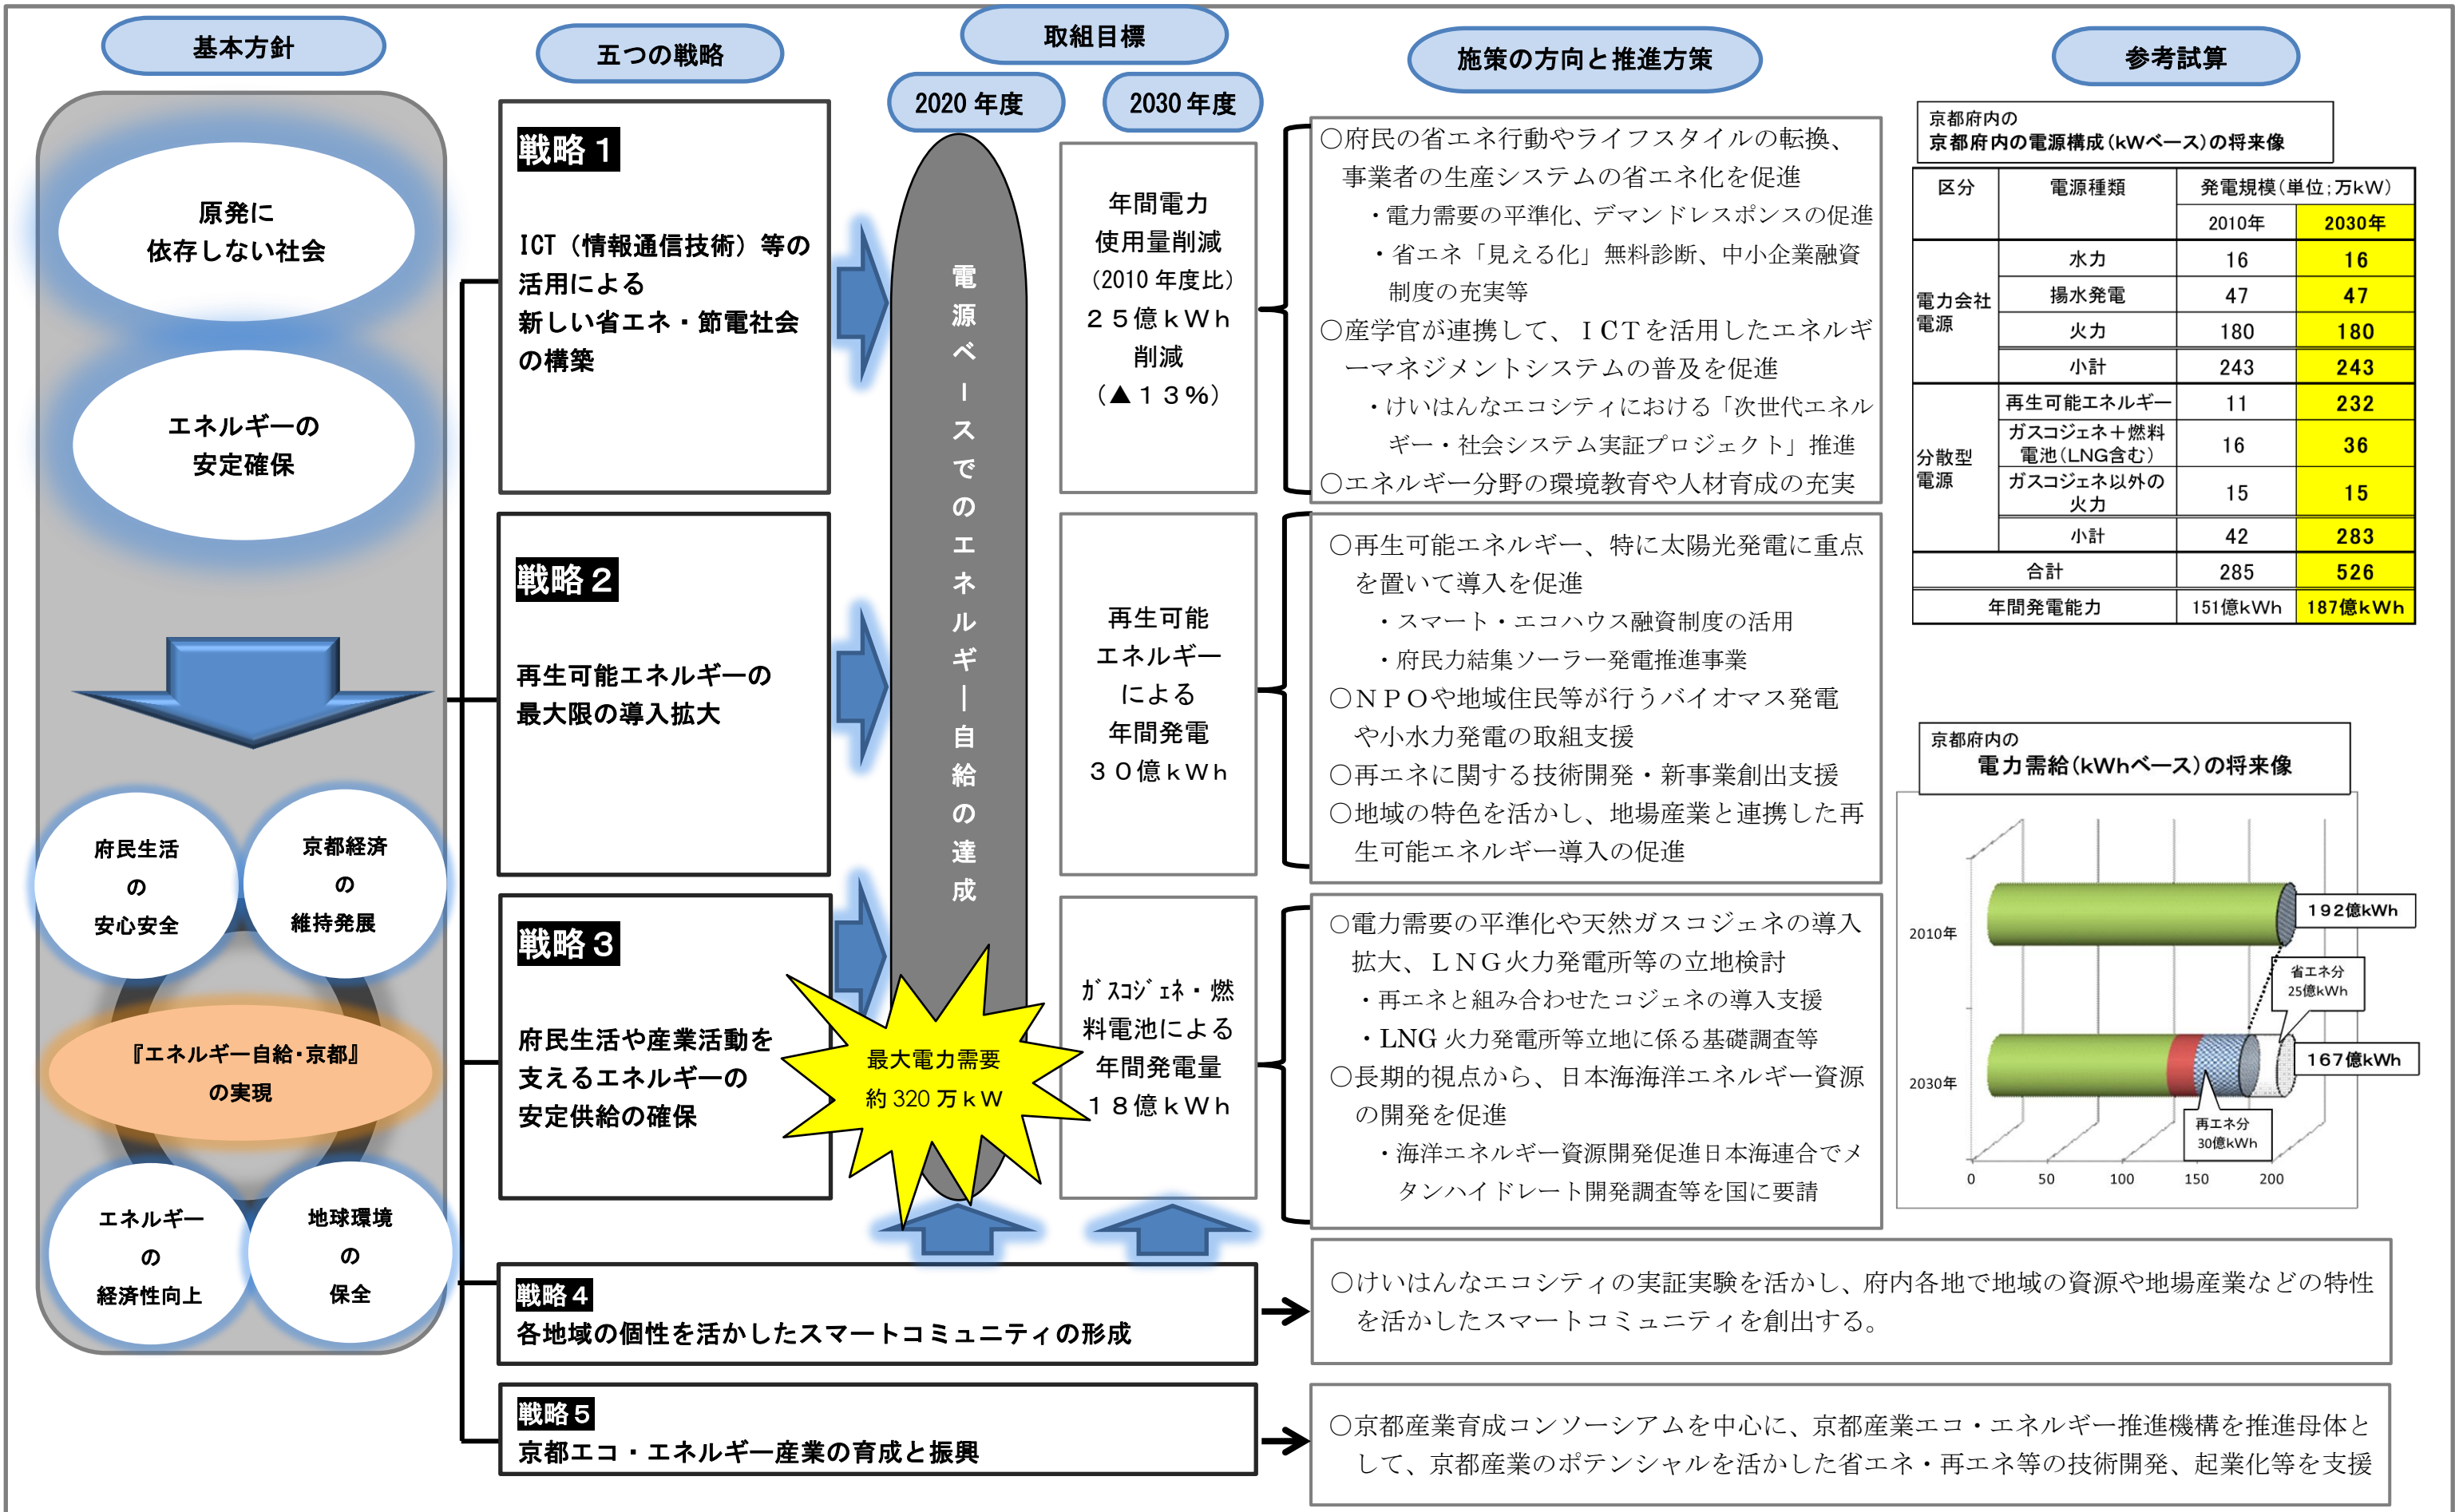 基本方針
原発に
依存しない社会
エネルギーの
安定確保
府民生活
の
安心安全
京都経済
の
維持発展
『エネルギー自給・京都』
の実現
エネルギー
の
経済性向上
地球環境
の
保全
五つの戦略
戦略１
ICT（情報通信技術）等の
活用による
新しい省エネ・節電社会
の構築
戦略２
再生可能エネルギーの
最大限の導入拡大
戦略３
府民生活や産業活動を
支えるエネルギーの
安定供給の確保
戦略４
各地域の個性を活かしたスマートコミュニティの形成
戦略５
京都エコ・エネルギー産業の育成と振興
取組目標
2020 年度
2030 年度
電源ベースでのエネルギー自給の達成
最大電力需要
約 320 万ｋＷ
年間電力
使用量削減
（2010 年度比）
２５億ｋＷｈ
削減
（▲１３％）
再生可能
エネルギー
による
年間発電
３０億ｋＷｈ
ｶﾞｽｺｼﾞｪﾈ・燃
料電池による
年間発電量
１８億ｋＷｈ
施策の方向と推進方策
○府民の省エネ行動やライフスタイルの転換、
事業者の生産システムの省エネ化を促進
・電力需要の平準化、デマンドレスポンスの促進
・省エネ「見える化」無料診断、中小企業融資
制度の充実等
○産学官が連携して、ＩＣＴを活用したエネルギ
ーマネジメントシステムの普及を促進
・けいはんなエコシティにおける「次世代エネル
ギー・社会システム実証プロジェクト」推進
○エネルギー分野の環境教育や人材育成の充実
○再生可能エネルギー、特に太陽光発電に重点
を置いて導入を促進
・スマート・エコハウス融資制度の活用
・府民力結集ソーラー発電推進事業
○ＮＰＯや地域住民等が行うバイオマス発電
や小水力発電の取組支援
○再エネに関する技術開発・新事業創出支援
○地域の特色を活かし、地場産業と連携した再
生可能エネルギー導入の促進
○電力需要の平準化や天然ガスコジェネの導入
拡大、ＬＮＧ火力発電所等の立地検討
・再エネと組み合わせたコジェネの導入支援
・LNG 火力発電所等立地に係る基礎調査等
○長期的視点から、日本海海洋エネルギー資源
の開発を促進
・海洋エネルギー資源開発促進日本海連合でメ
タンハイドレート開発調査等を国に要請
○けいはんなエコシティの実証実験を活かし、府内各地で地域の資源や地場産業などの特性
を活かしたスマートコミュニティを創出する。
○京都産業育成コンソーシアムを中心に、京都産業エコ・エネルギー推進機構を推進母体と
して、京都産業のポテンシャルを活かした省エネ・再エネ等の技術開発、起業化等を支援
参考試算
京都府内の
京都府内の電源構成（kWベース）の将来像
区分 電源種類 発電規模（単位；万kW）
2010年 2030年
電力会社
電源
水力 16 16
揚水発電 47 47
火力 180 180
小計 243 243
分散型
電源
再生可能エネルギー 11 232
ガスコジェネ＋燃料
電池（LNG含む） 16 36
ガスコジェネ以外の
火力 15 15
小計 42 283
合計 285 526
年間発電能力 151億kWh 187億kWh
京都府内の
電力需給（kWhベース）の将来像
2010年
192億kWh
省エネ分
25億kWh
2030年
167億kWh
再エネ分
30億kWh
0 50 100 150 200